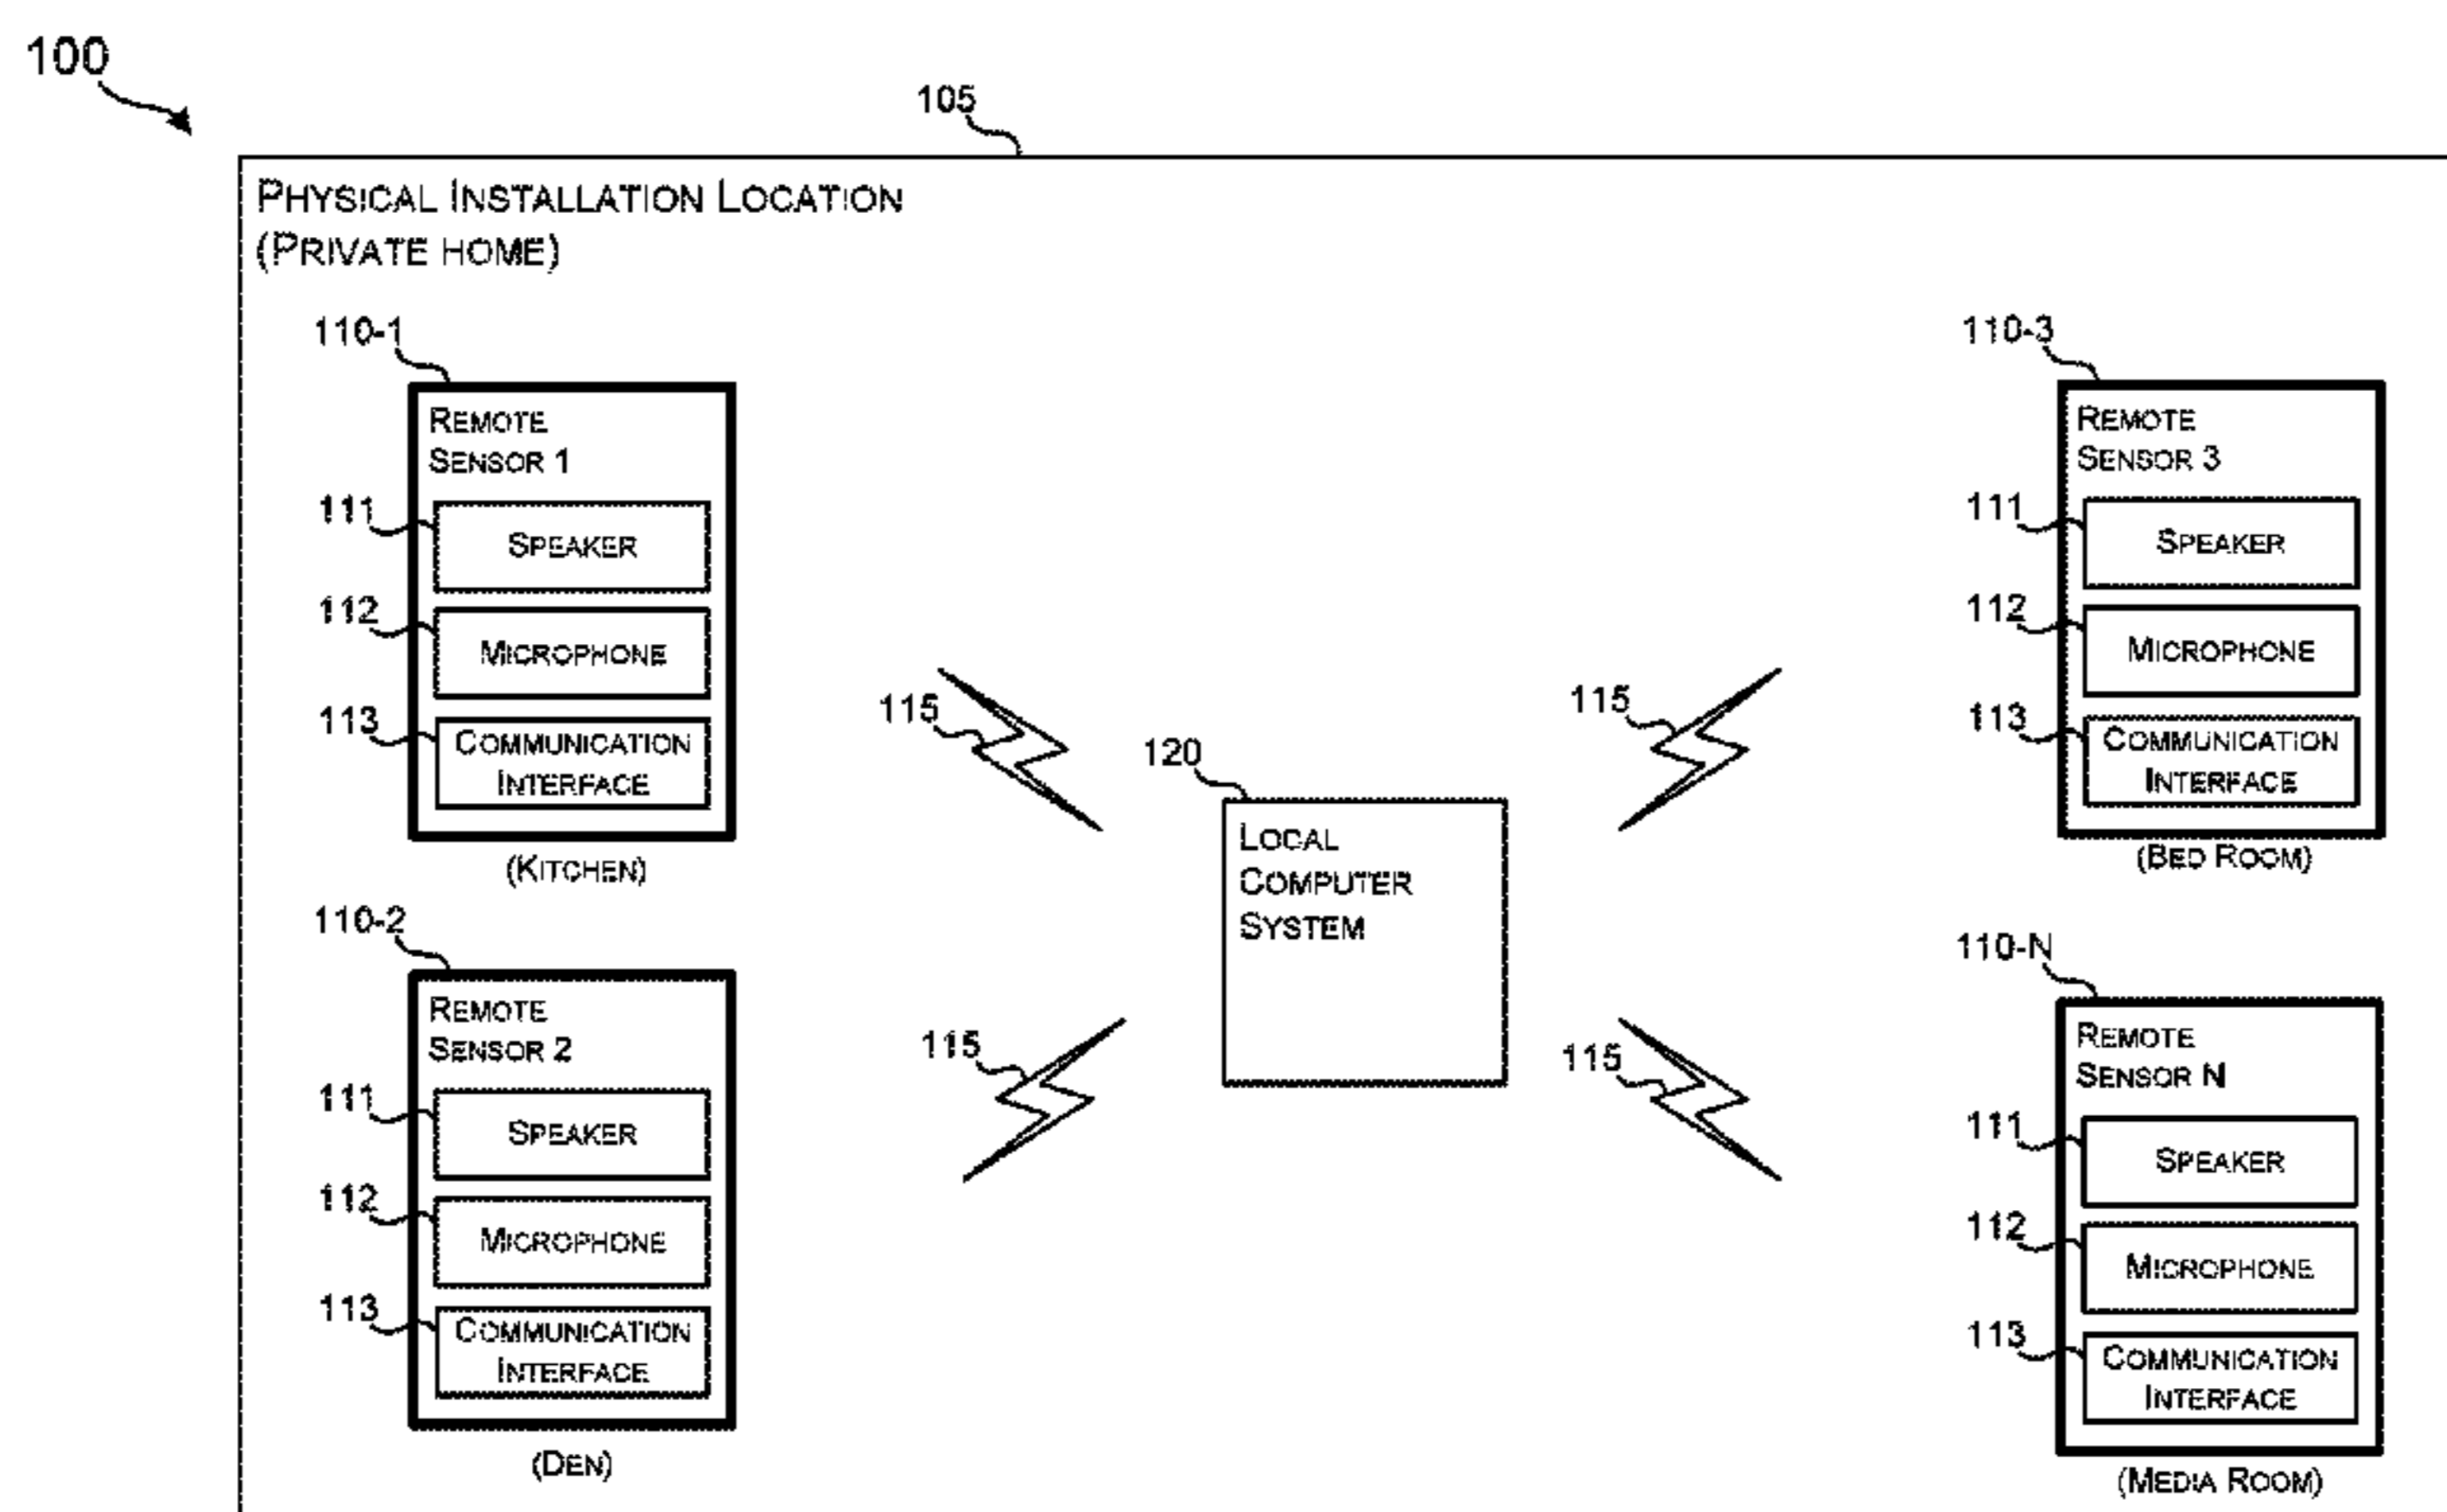 100
105
PHYSICAL INSTALLATION LOCATION
(PRIVATE HOME)
110-1
REMOTE
SENSOR 1
111
SPEAKER
112
MICROPHONE
113
COMMUNICATION
INTERFACE
(KITCHEN)
110-2
REMOTE
SENSOR 2
111
SPEAKER
112
MICROPHONE
113
COMMUNICATION
INTERFACE
(DEN)
115
115
120
LOCAL
COMPUTER
SYSTEM
115
115
110-3
REMOTE
SENSOR 3
111
SPEAKER
112
MICROPHONE
113
COMMUNICATION
INTERFACE
(BED ROOM)
110-N
REMOTE
SENSOR N
111
SPEAKER
112
MICROPHONE
113
COMMUNICATION
INTERFACE
(MEDIA ROOM)